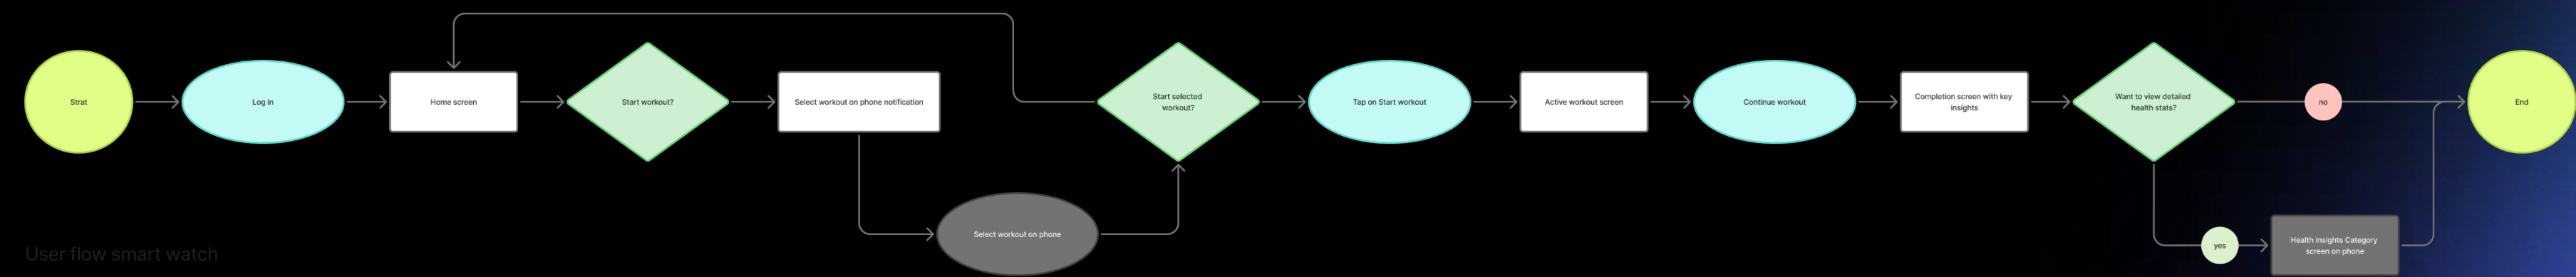 Strat
Log in
Home screen
Start workout?
Select workout on phone notification
Start selected
workout?
Tap on Start workout
Active workout screen
Continue workout
Completion screen with key
insights
Want to view detailed
health stats?
no
End
Select workout on phone
yes
Health Insights Category
screen on phone
User flow smart watch